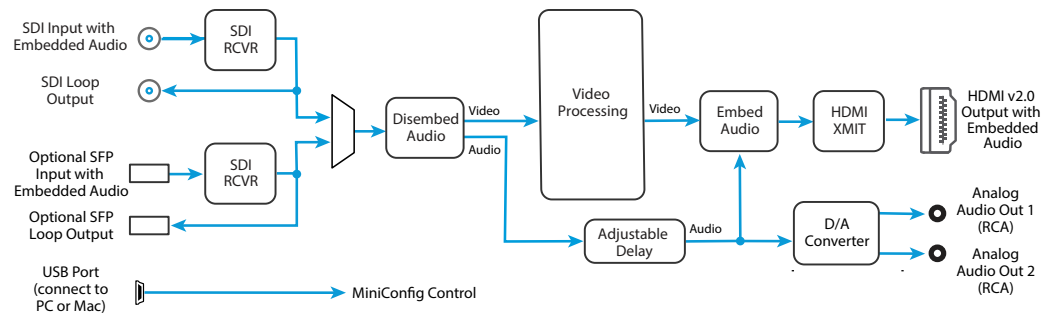 SDI Input with
Embedded Audio
SDI
RCVR
SDI Loop
Output
Optional SFP
Input with
Embedded Audio
SDI
RCVR
Optional SFP
Loop Output
USB Port
(connect to
PC or Mac)
MiniConfig Control
Disembed
Audio
Video
Audio
Video
Processing
Video
Adjustable
Delay
Audio
Embed
Audio
HDMI
XMIT
HDMI v2.0
Output with
Embedded
Audio
D/A
Converter
Analog
Audio Out 1
(RCA)
Analog
Audio Out 2
(RCA)